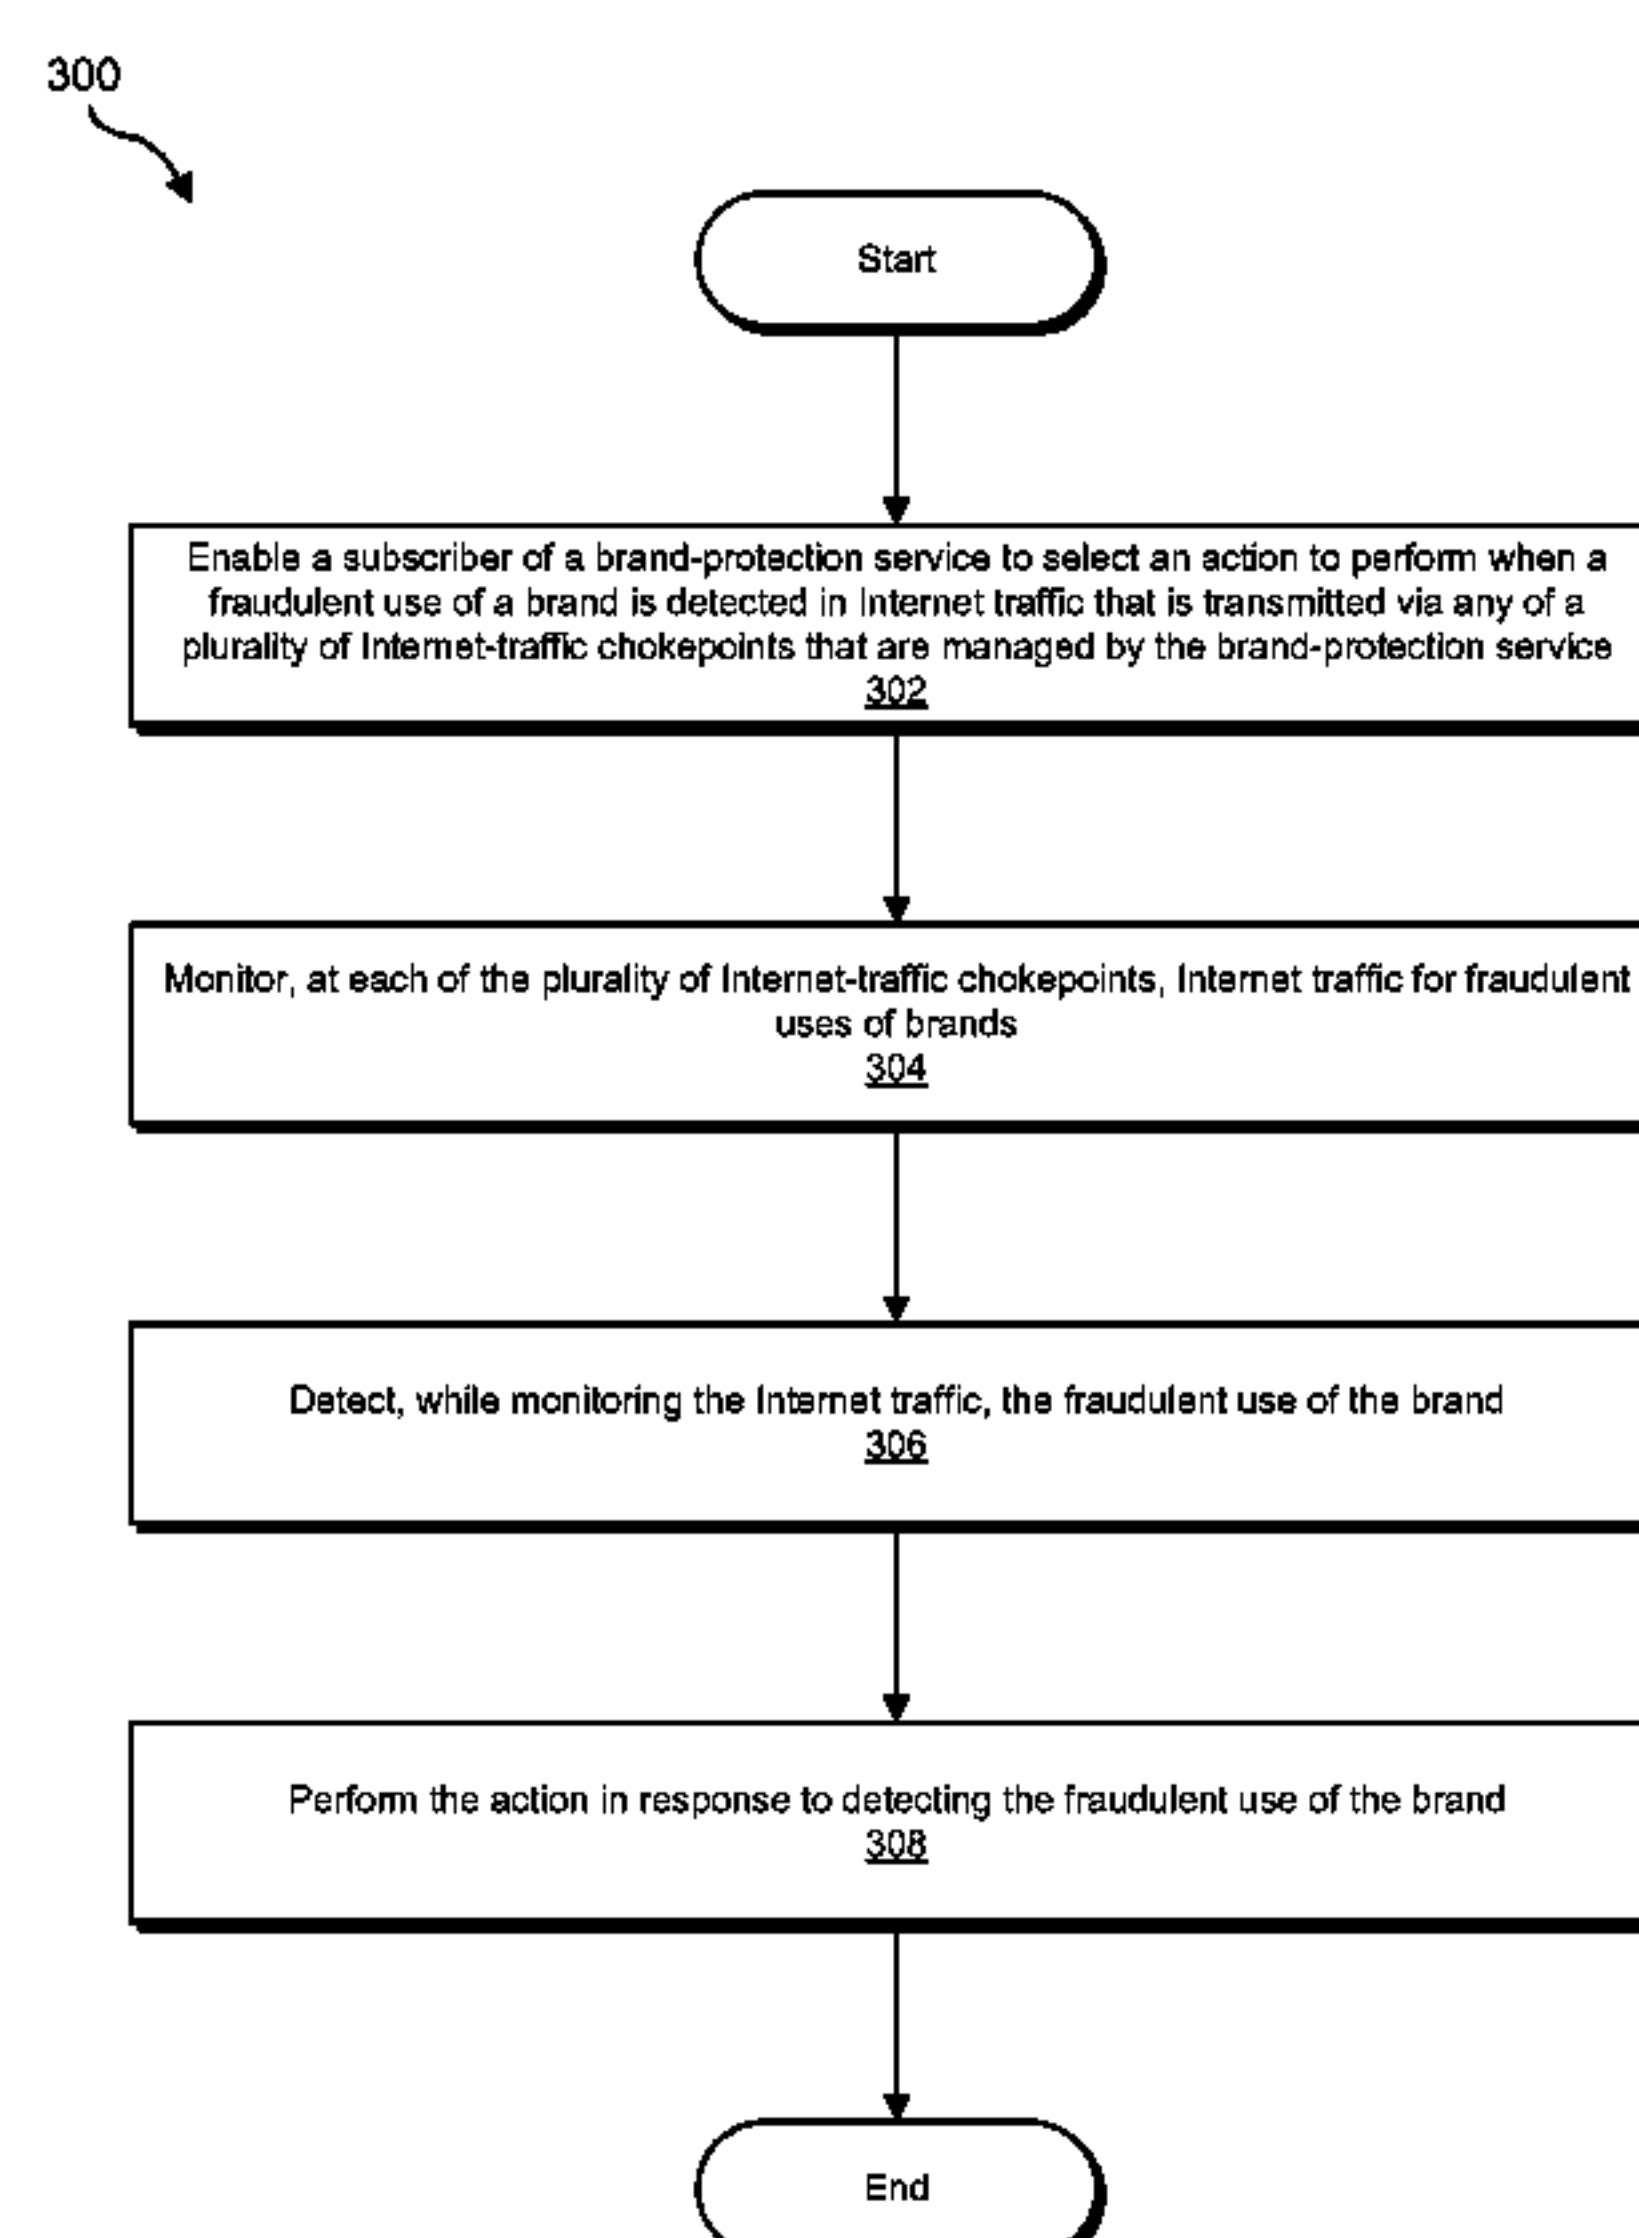 300
Start
Enable a subscriber of a brand-protection service to select an action to perform when a
fraudulent use of a brand is detected in Internet traffic that is transmitted via any of a
plurality of Internet-traffic chokepoints that are managed by the brand-protection service
302
Monitor, at each of the plurality of Internet-traffic chokepoints, Internet traffic for fraudulent
uses of brands
304
Detect, while monitoring the Internet traffic, the fraudulent use of the brand
306
Perform the action in response to detecting the fraudulent use of the brand
308
End